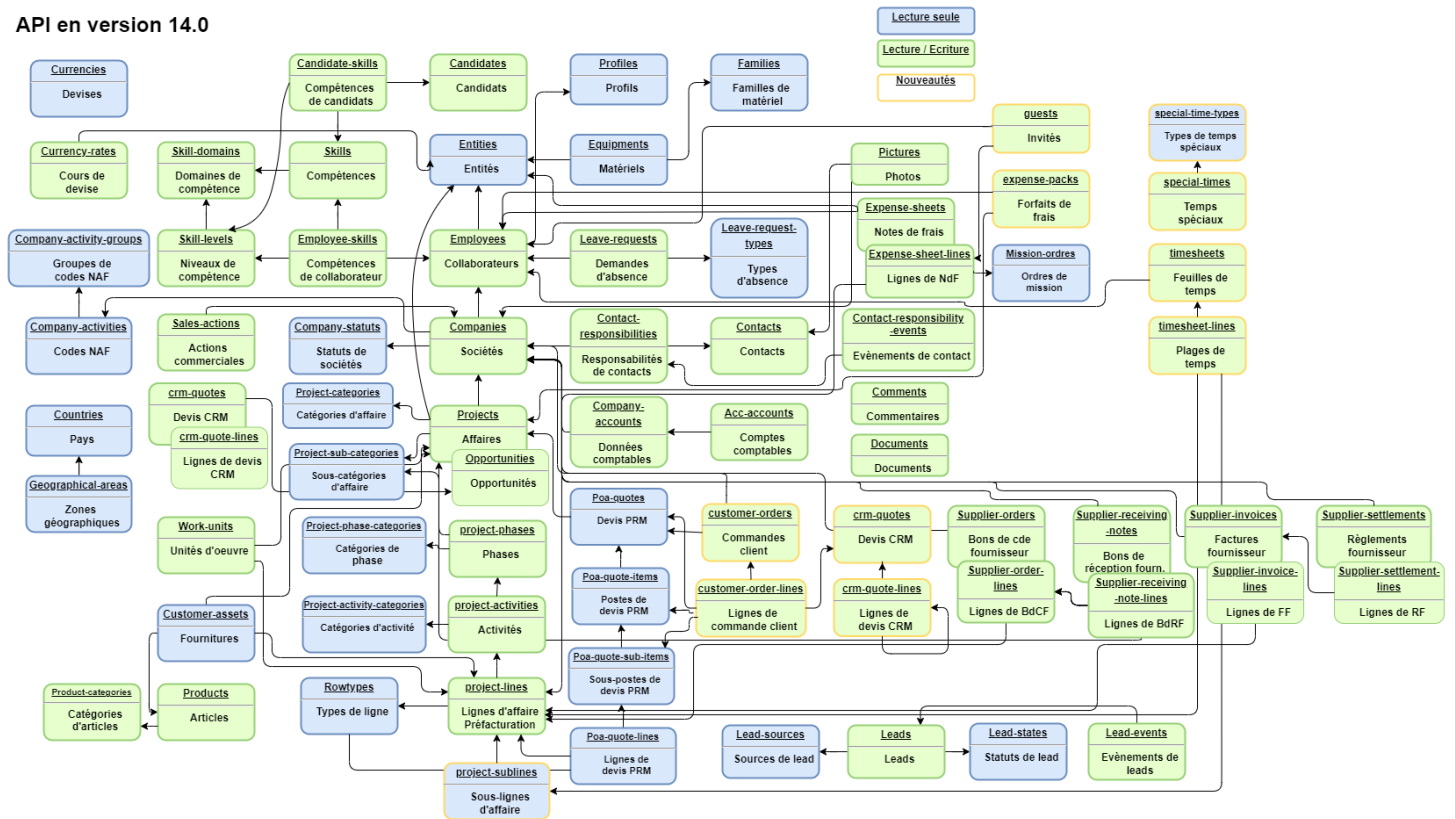 API en version 14.0
Lecture seule
Lecture / Ecriture
Nouveautés
Currencies
Devises
Candidate-skills
Compétences
de candidats
Candidates
Candidats
Profiles
Profils
Families
Familles de
matériel
guests
Invités
special-time-types
Types de temps
spéciaux
Currency-rates
Cours de
devise
Skill-domains
Domaines de
compétence
Skills
Compétences
Entities
Entités
Equipments
Matériels
Pictures
Photos
expense-packs
Forfaits de
frais
special-times
Temps
spéciaux
Company-activity-groups
Groupes de
codes NAF
Skill-levels
Niveaux de
compétence
Employee-skills
Compétences
de collaborateur
Employees
Collaborateurs
Leave-requests
Demandes
d'absence
Leave-request-
types
Types
d'absence
Expense-sheets
Notes de frais
Expense-sheet-lines
Lignes de NdF
Mission-ordres
Ordres de
mission
timesheets
Feuilles de
temps
Company-activities
Codes NAF
Sales-actions
Actions
commerciales
Company-statuts
Statuts de
sociétés
Companies
Sociétés
Contact-
responsibilities
Responsabilités
de contacts
Contacts
Contacts
Contact-responsibility
-events
Evènements de contact
timesheet-lines
Plages de
temps
crm-quotes
Devis CRM
crm-quote-lines
Lignes de devis
CRM
Project-categories
Catégories d'affaire
Projects
Affaires
Company-
accounts
Données
comptables
Acc-accounts
Comptes
comptables
Comments
Commentaires
Countries
Pays
Project-sub-categories
Sous-catégories
d'affaire
Opportunities
Opportunités
Documents
Documents
Geographical-areas
Zones
géographiques
Work-units
Unités d'oeuvre
Project-phase-categories
Catégories de
phase
project-phases
Phases
Poa-quotes
Devis PRM
customer-orders
Commandes
client
crm-quotes
Devis CRM
Supplier-orders
Bons de cde
fournisseur
Supplier-order-
lines
Lignes de BdCF
Supplier-receiving
-notes
Bons de
réception fourn.
Supplier-receiving
-note-lines
Lignes de BdRF
Supplier-invoices
Factures
fournisseur
Supplier-invoice-
lines
Lignes de FF
Supplier-settlements
Règlements
fournisseur
Supplier-settlement-
lines
Lignes de RF
Customer-assets
Fournitures
Project-activity-categories
Catégories d'activité
project-activities
Activités
Poa-quote-items
Postes de
devis PRM
customer-order-lines
Lignes de
commande client
crm-quote-lines
Lignes de
devis CRM
Product-categories
Catégories
d'articles
Products
Articles
Rowtypes
Types de ligne
project-lines
Lignes d'affaire
Préfacturation
Poa-quote-sub-items
Sous-postes de
devis PRM
Poa-quote-lines
Lignes de
devis PRM
project-sublines
Sous-lignes
d'affaire
Lead-sources
Sources de lead
Leads
Leads
Lead-states
Statuts de lead
Lead-events
Evènements de
leads